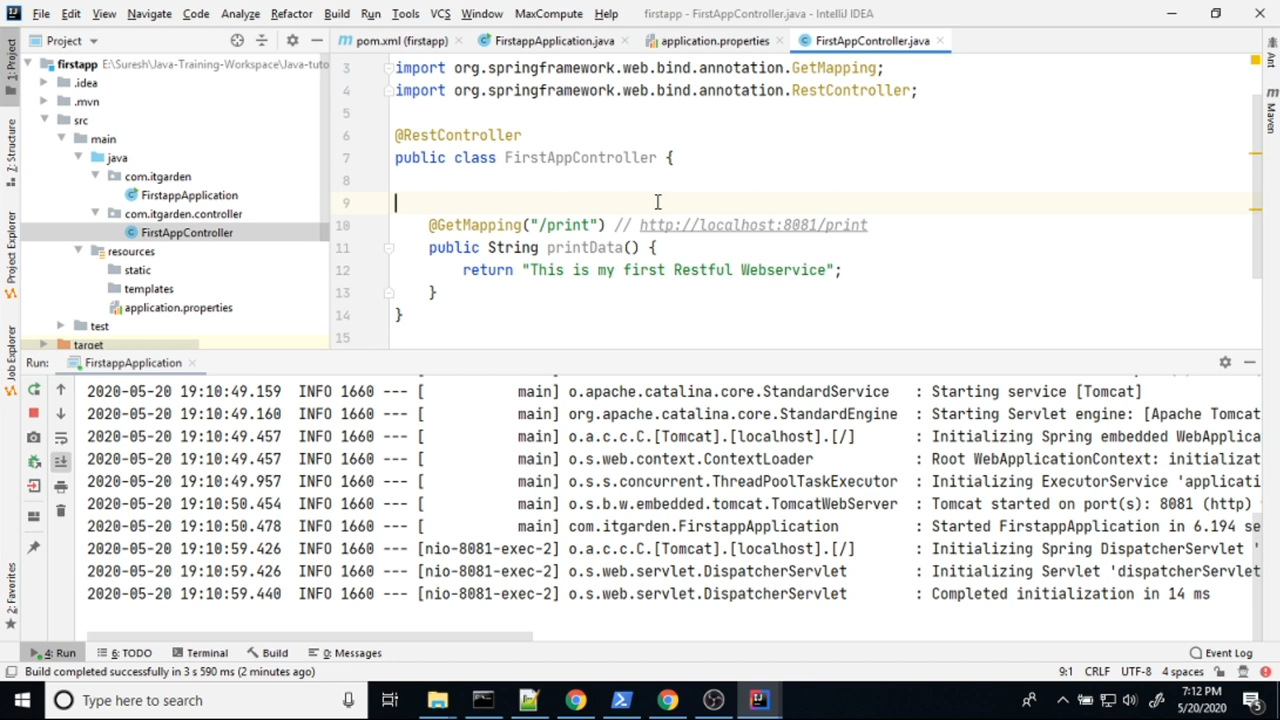 File Edit View Navigate Code Analyze Refactor Build Run Tools VCS Window MaxCompute Help firstapp - FirstAppController.java - IntelliJ IDEA
Project pom.xml (firstapp) FirstappApplication.java application.properties FirstAppController.java
1: Project
Z: Structure
Project Explorer
Job Explorer
2: Favorites
Ant
Maven
firstapp E:\Suresh\Java-Training-Workspace\Java-tuto
.idea
.mvn
src
main
java
com.itgarden
FirstappApplication
com.itgarden.controller
FirstAppController
resources
static
templates
application.properties
test
target
3 import org.springframework.web.bind.annotation.GetMapping;
4 import org.springframework.web.bind.annotation.RestController;
5
6 @RestController
7 public class FirstAppController {
8
9
10 @GetMapping("/print") // http://localhost:8081/print
11 public String printData() {
12 return "This is my first Restful Webservice";
13 }
14 }
15
Run: FirstappApplication
2020-05-20 19:10:49.159 INFO 1660 --- [ main] o.apache.catalina.core.StandardService : Starting service [Tomcat]
2020-05-20 19:10:49.160 INFO 1660 --- [ main] org.apache.catalina.core.StandardEngine : Starting Servlet engine: [Apache Tomcat
2020-05-20 19:10:49.457 INFO 1660 --- [ main] o.a.c.c.C.[Tomcat].[localhost].[/] : Initializing Spring embedded WebApplica
2020-05-20 19:10:49.457 INFO 1660 --- [ main] o.s.web.context.ContextLoader : Root WebApplicationContext: initializat
2020-05-20 19:10:49.957 INFO 1660 --- [ main] o.s.s.concurrent.ThreadPoolTaskExecutor : Initializing ExecutorService 'applicati
2020-05-20 19:10:50.454 INFO 1660 --- [ main] o.s.b.w.embedded.tomcat.TomcatWebServer : Tomcat started on port(s): 8081 (http)
2020-05-20 19:10:50.478 INFO 1660 --- [ main] com.itgarden.FirstappApplication : Started FirstappApplication in 6.194 se
2020-05-20 19:10:59.426 INFO 1660 --- [nio-8081-exec-2] o.a.c.c.C.[Tomcat].[localhost].[/] : Initializing Spring DispatcherServlet '
2020-05-20 19:10:59.426 INFO 1660 --- [nio-8081-exec-2] o.s.web.servlet.DispatcherServlet : Initializing Servlet 'dispatcherServlet
2020-05-20 19:10:59.440 INFO 1660 --- [nio-8081-exec-2] o.s.web.servlet.DispatcherServlet : Completed initialization in 14 ms
4: Run 6: TODO Terminal Build 0: Messages Event Log
Build completed successfully in 3 s 590 ms (2 minutes ago) 9:1 CRLF UTF-8 4 spaces
Type here to search
7:12 PM
5/20/2020
5